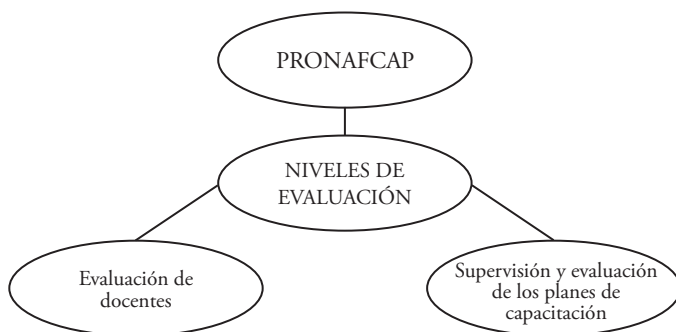 PRONAFCAP
NIVELES DE
EVALUACIÓN
Evaluación de
docentes
Supervisión y evaluación
de los planes de
capacitación